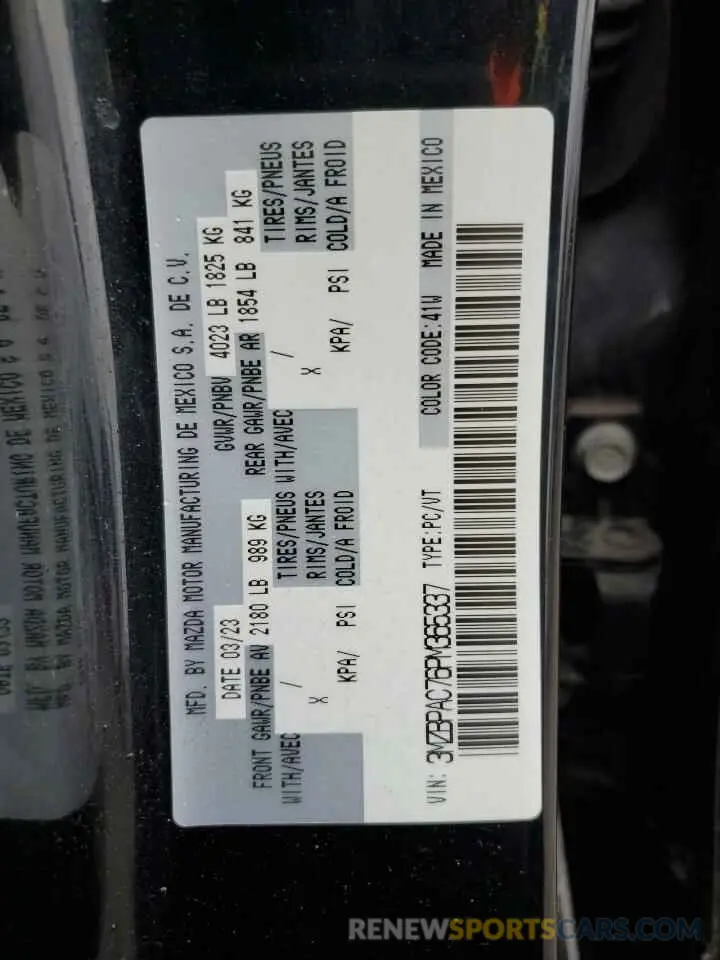 MFD. BY MAZDA MOTOR MANUFACTURING DE MEXICO S.A. DE C.V.
DATE 03/23 GVWR/PNBV 4023 LB 1825 KG
FRONT GAWR/PNBE AV 2180 LB 989 KG REAR GAWR/PNBE AR 1854 LB 841 KG
WITH/AVEC / TIRES/PNEUS WITH/AVEC / TIRES/PNEUS
X RIMS/JANTES X RIMS/JANTES
KPA/ PSI COLD/A FROID KPA/ PSI COLD/A FROID
COLOR CODE:41W MADE IN MEXICO
VIN: 3MZBPAC76PM365337 TYPE:PC/VT
RENEWSPORTSCARS.COM